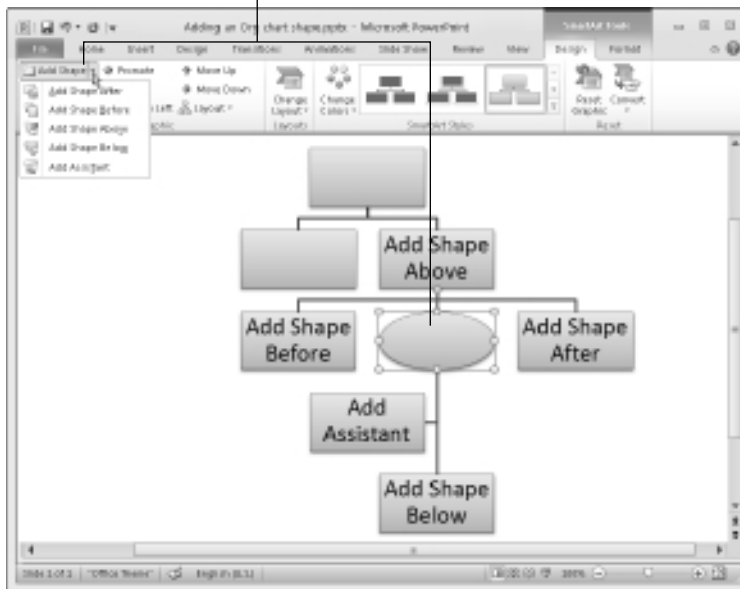 Adding an Org chart shape.pptx - Microsoft PowerPoint
SmartArt Tools
File Home Insert Design Transitions Animations Slide Show Review View Design Format
Add Shape Promote Move Up
Add Shape After Move Down
Add Shape Before Left Layout
Add Shape Above
Add Shape Below
Add Assistant
Change Layout
Layouts
Change Colors
SmartArt Styles
Reset Graphic
Convert
Reset
Add Shape
Above
Add Shape
Before
Add Shape
After
Add
Assistant
Add Shape
Below
Slide 1 of 1 "Office Theme" English (U.S.)
100%